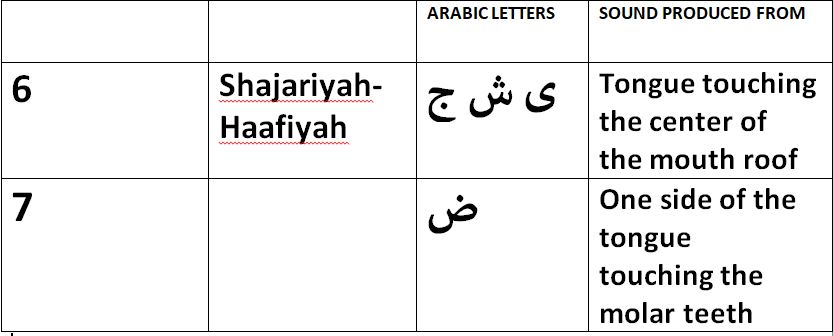 ARABIC LETTERS SOUND PRODUCED FROM
6 Shajariyah- ى ش ج Tongue touching
Haafiyah the center of
the mouth roof
7 ض One side of the
tongue
touching the
molar teeth